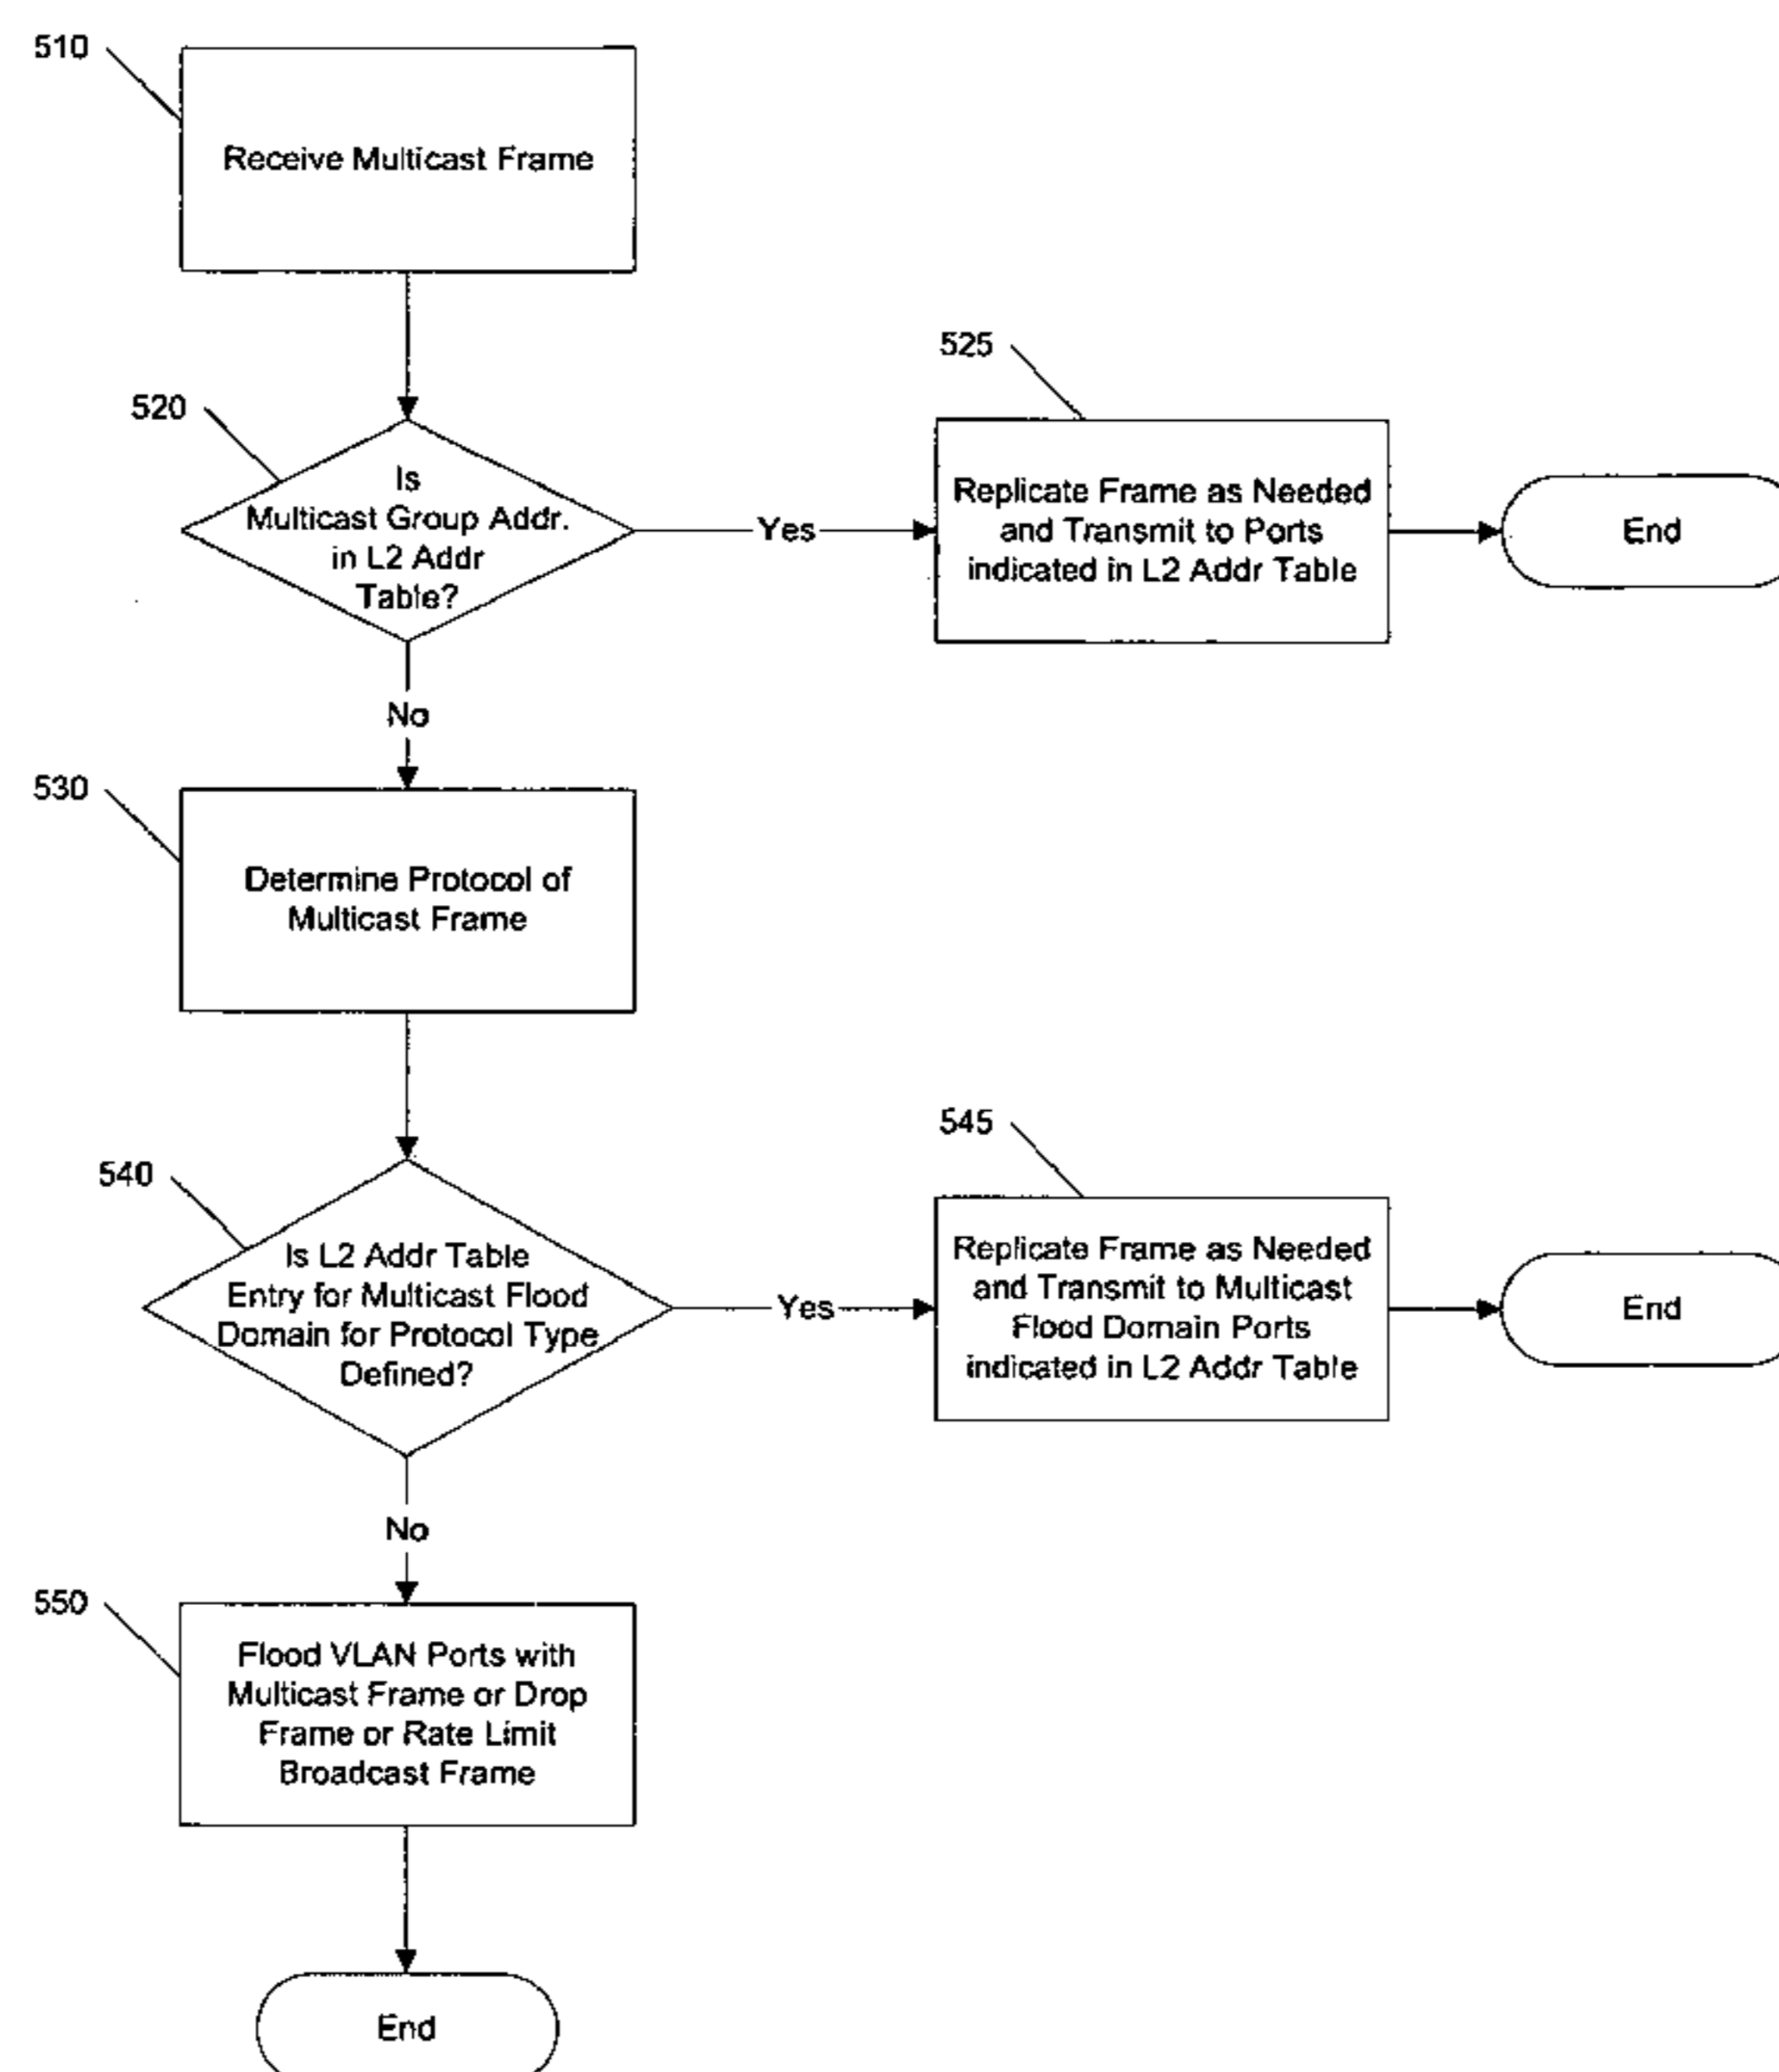 510
Receive Multicast Frame
520
Is
Multicast Group Addr.
in L2 Addr
Table?
Yes
525
Replicate Frame as Needed
and Transmit to Ports
indicated in L2 Addr Table
End
No
530
Determine Protocol of
Multicast Frame
540
Is L2 Addr Table
Entry for Multicast Flood
Domain for Protocol Type
Defined?
Yes
545
Replicate Frame as Needed
and Transmit to Multicast
Flood Domain Ports
indicated in L2 Addr Table
End
No
550
Flood VLAN Ports with
Multicast Frame or Drop
Frame or Rate Limit
Broadcast Frame
End